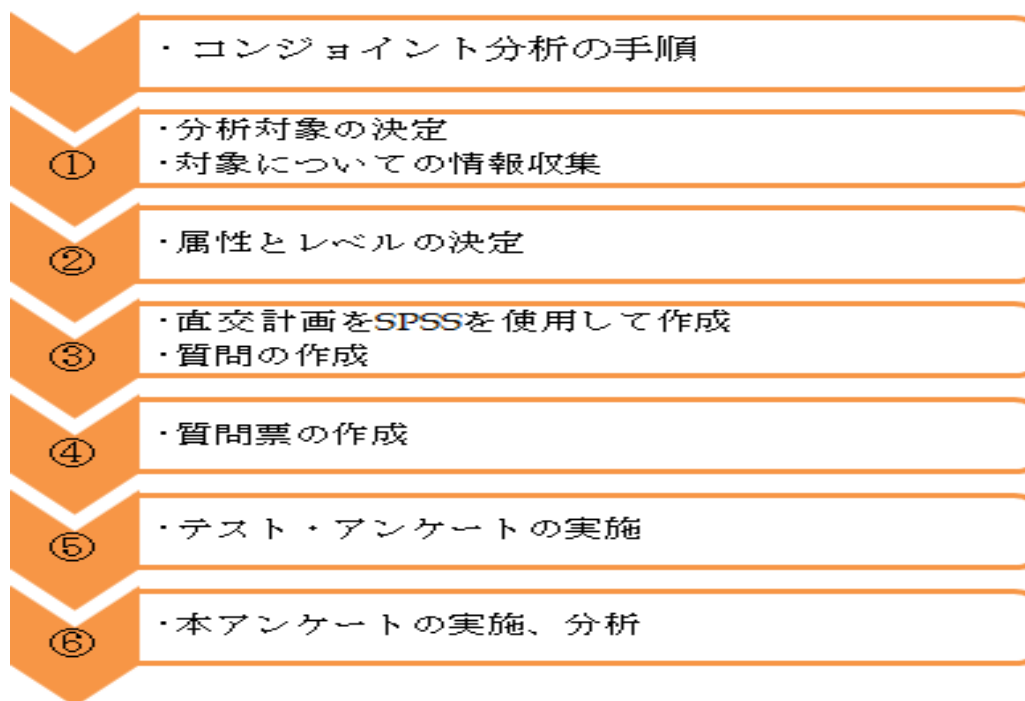 ・コンジョイント分析の手順
①
・分析対象の決定
・対象についての情報収集
②
・属性とレベルの決定
③
・直交計画をSPSSを使用して作成
・質問の作成
④
・質問票の作成
⑤
・テスト・アンケートの実施
⑥
・本アンケートの実施、分析